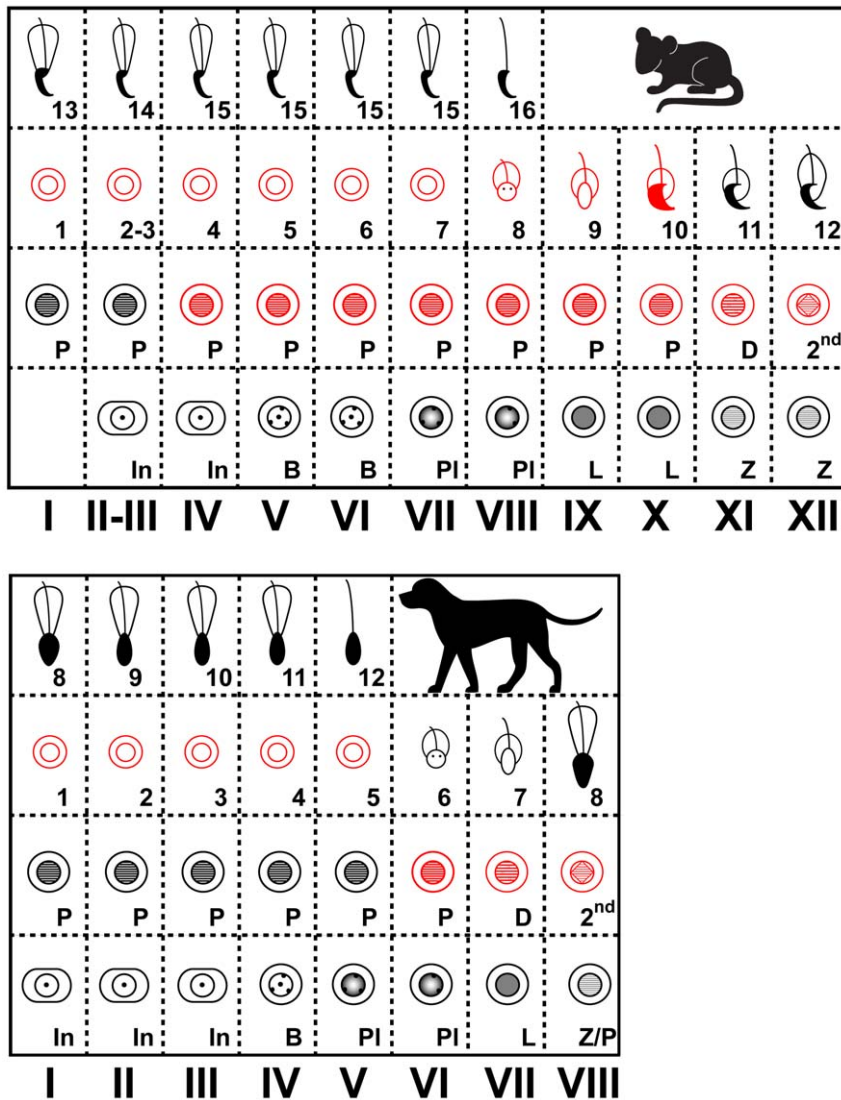 13 14 15 15 15 15 16
1 2-3 4 5 6 7 8 9 10 11 12
P P P P P P P P P D 2nd
In In B B Pl Pl L L Z Z
I II-III IV V VI VII VIII IX X XI XII
8 9 10 11 12
1 2 3 4 5 6 7 8
P P P P P P D 2nd
In In In B Pl Pl L Z/P
I II III IV V VI VII VIII